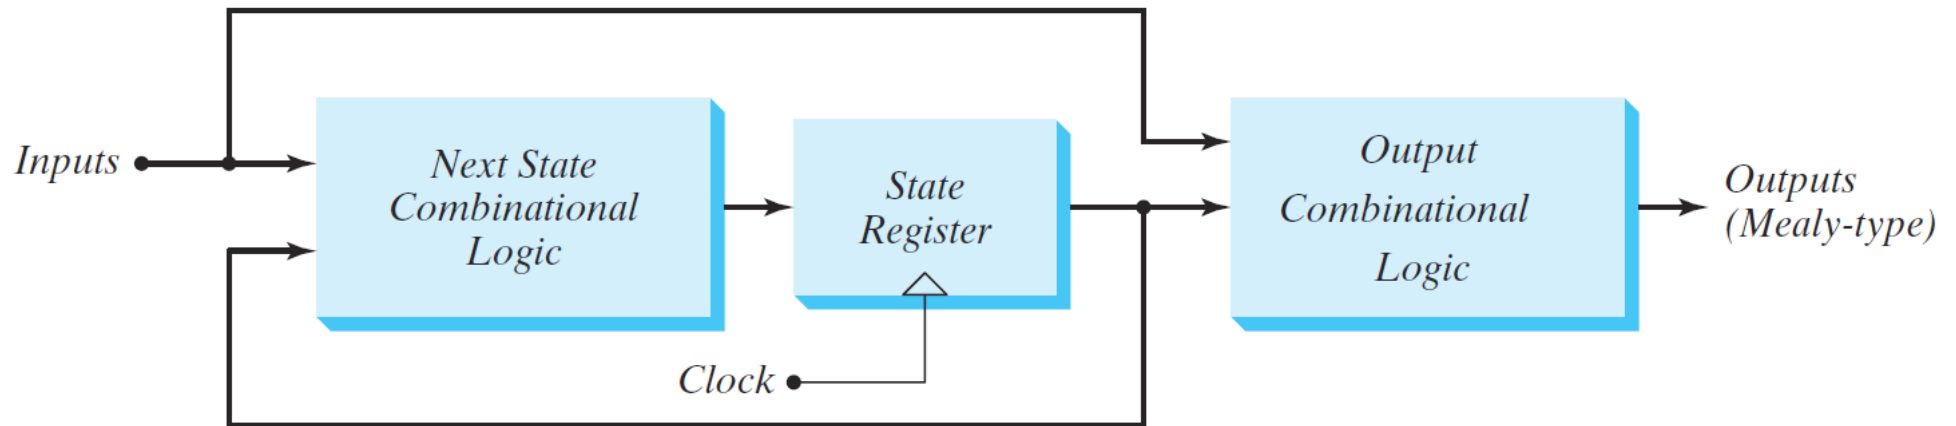 Inputs
Next State
Combinational
Logic
State
Register
Clock
Output
Combinational
Logic
Outputs
(Mealy-type)